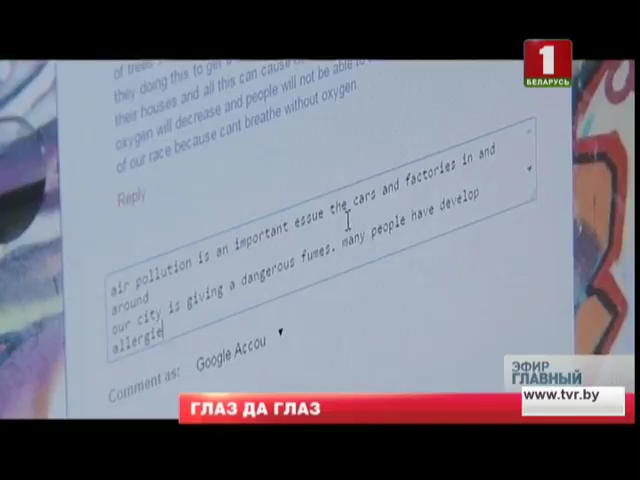 of trees
they doing this to get
their houses and all this can cause
oxygen will decrease and people will not be able to
of our race because cant breathe without oxygen.
Reply
air pollution is an important essue the cars and factories in and
around
our city is giving a dangerous fumes. many people have develop
allergie
Comment as: Google Accou
1
БЕЛАРУСЬ
ЭФИР
ГЛАВНЫЙ
www.tvr.by
ГЛАЗ ДА ГЛАЗ